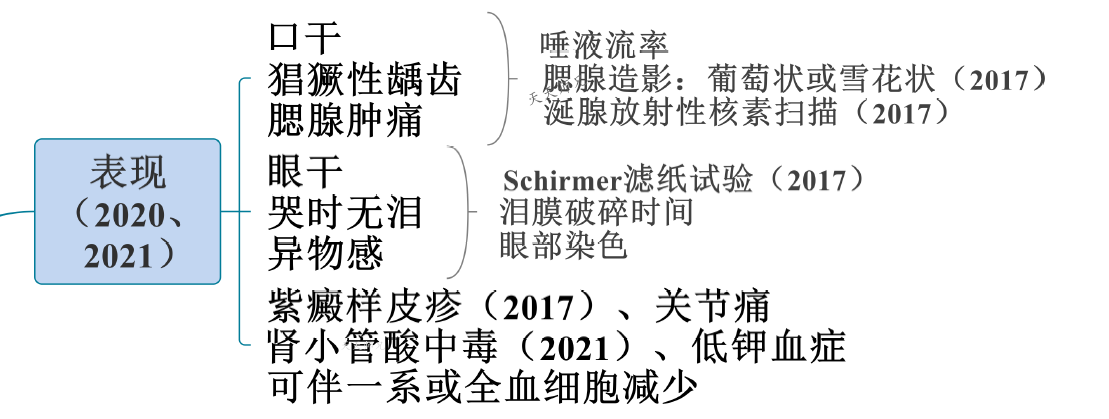 表现
（2020、
2021）
口干
猖獗性龋齿
腮腺肿痛
唾液流率
腮腺造影：葡萄状或雪花状（2017）
涎腺放射性核素扫描（2017）
眼干
哭时无泪
异物感
Schirmer滤纸试验（2017）
泪膜破碎时间
眼部染色
紫癜样皮疹（2017）、关节痛
肾小管酸中毒（2021）、低钾血症
可伴一系或全血细胞减少